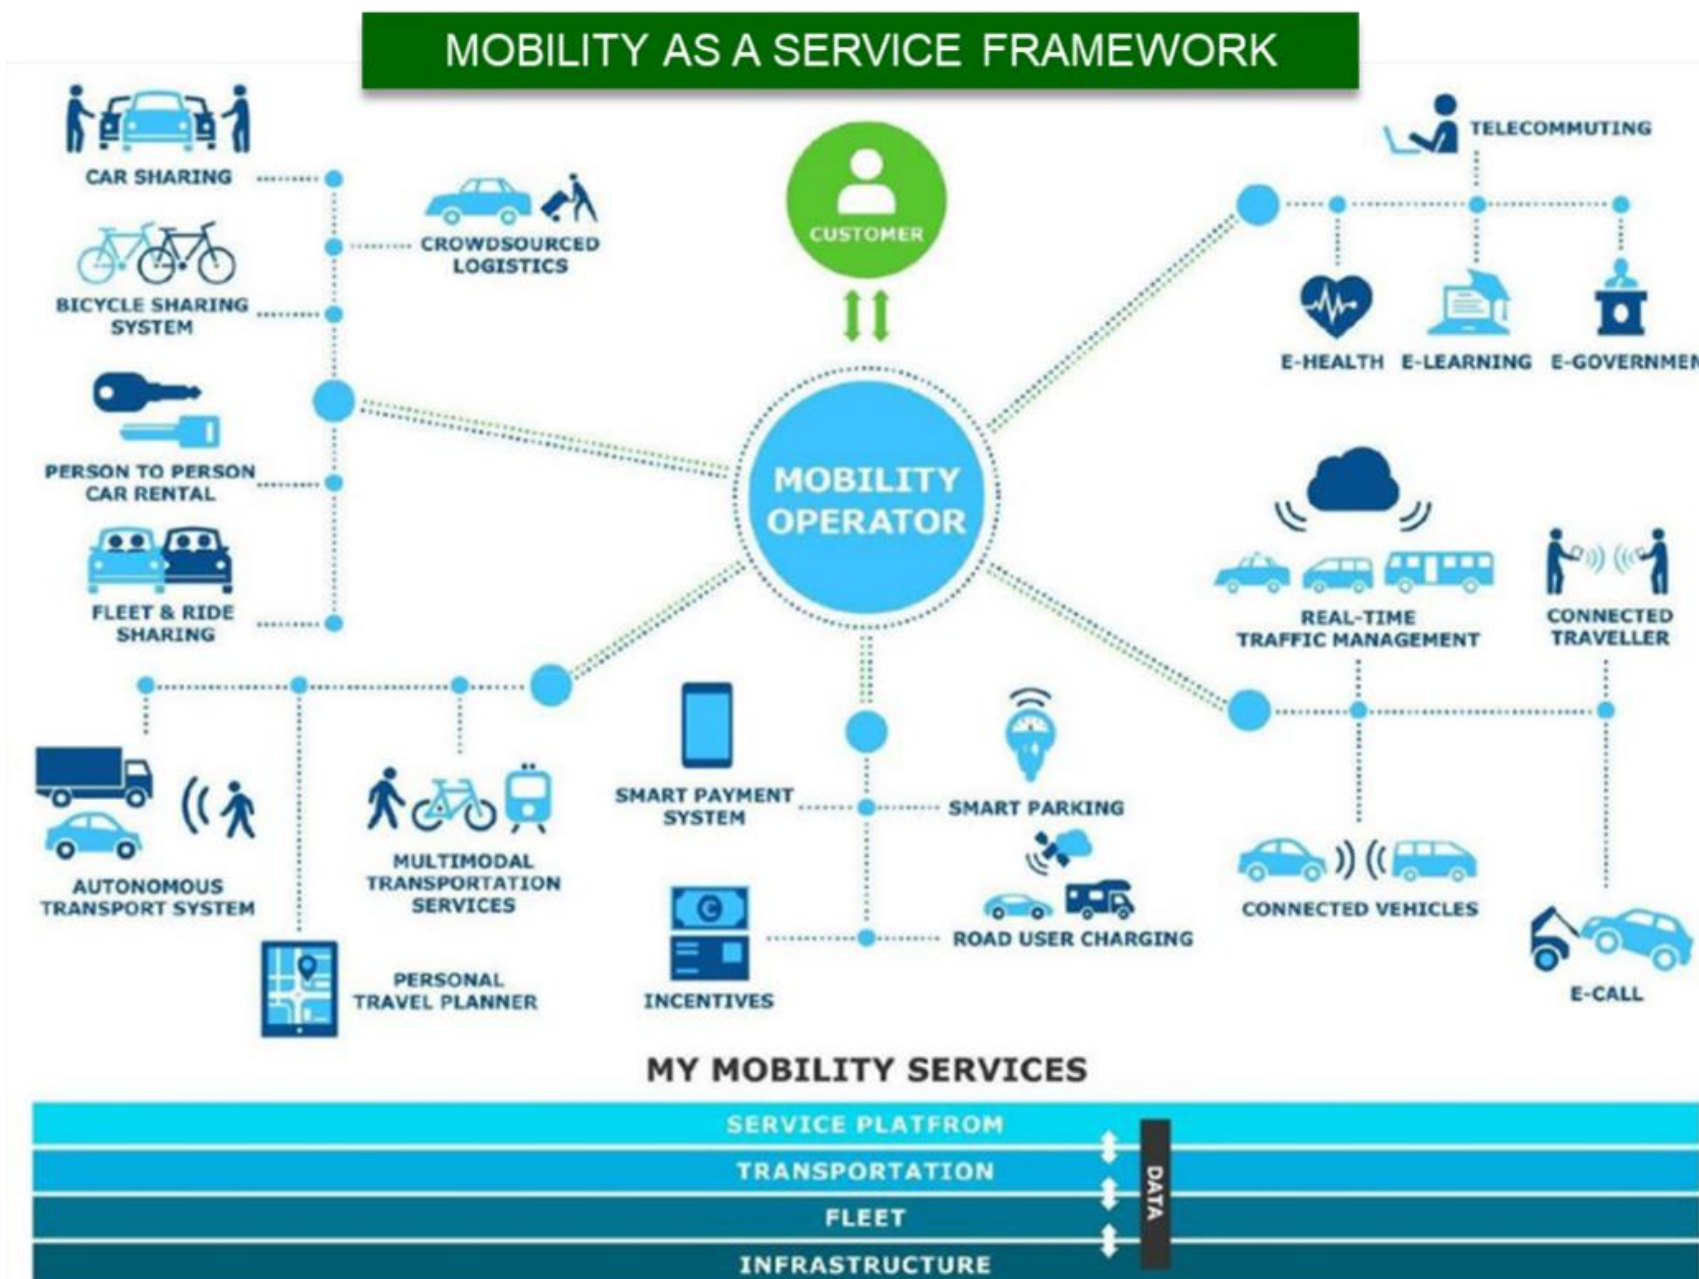 MOBILITY AS A SERVICE FRAMEWORK
CAR SHARING
CROWDSOURCED
LOGISTICS
BICYCLE SHARING
SYSTEM
PERSON TO PERSON
CAR RENTAL
FLEET & RIDE
SHARING
CUSTOMER
MOBILITY
OPERATOR
TELECOMMUTING
E-HEALTH
E-LEARNING
E-GOVERNMEN
REAL-TIME
TRAFFIC MANAGEMENT
CONNECTED
TRAVELLER
AUTONOMOUS
TRANSPORT SYSTEM
MULTIMODAL
TRANSPORTATION
SERVICES
PERSONAL
TRAVEL PLANNER
SMART PAYMENT
SYSTEM
SMART PARKING
INCENTIVES
ROAD USER CHARGING
CONNECTED VEHICLES
E-CALL
MY MOBILITY SERVICES
SERVICE PLATFROM
TRANSPORTATION
FLEET
INFRASTRUCTURE
DATA